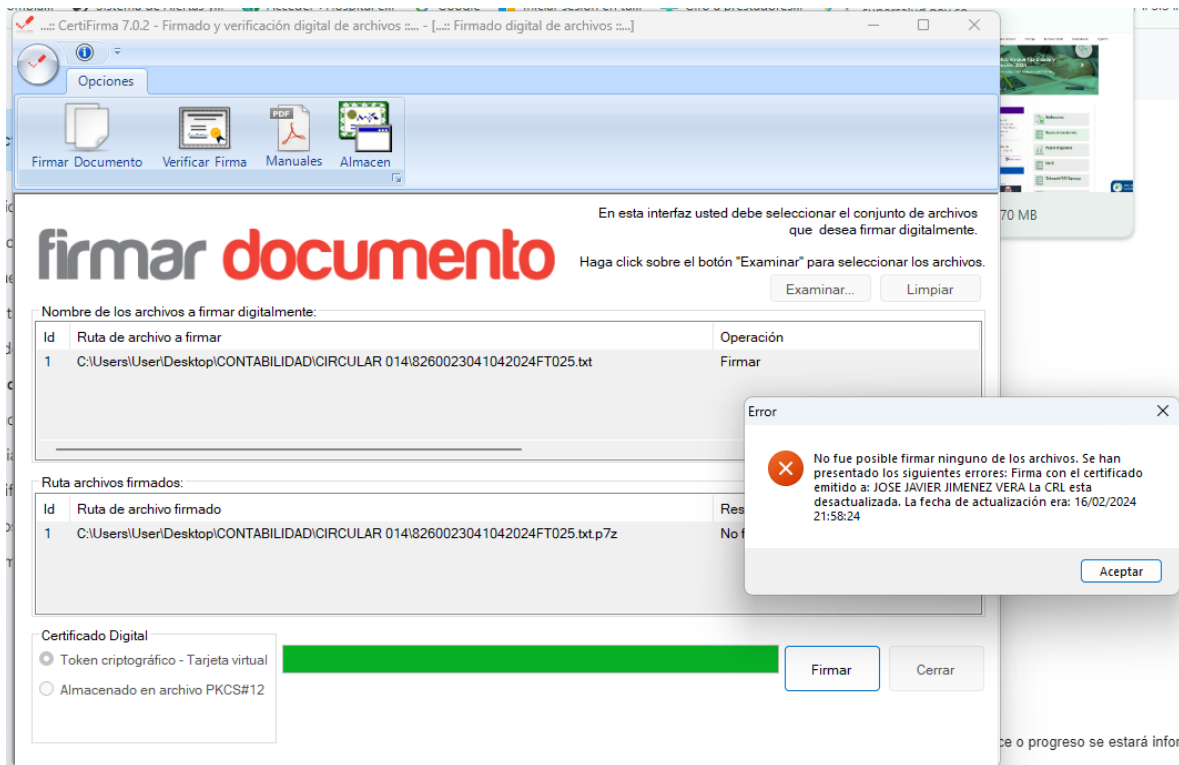 ....:: CertiFirma 7.0.2 - Firmado y verificación digital de archivos ::.... - [....:: Firmado digital de archivos ::....]
Opciones
Firmar Documento
Verificar Firma
PDF
Manuales
Almacen
70 MB
firmar documento
En esta interfaz usted debe seleccionar el conjunto de archivos
que desea firmar digitalmente.
Haga click sobre el botón "Examinar" para seleccionar los archivos.
Examinar...
Limpiar
Nombre de los archivos a firmar digitalmente:
Id Ruta de archivo a firmar Operación
1 C:\Users\User\Desktop\CONTABILIDAD\CIRCULAR 014\8260023041042024FT025.txt Firmar
Error
No fue posible firmar ninguno de los archivos. Se han
presentado los siguientes errores: Firma con el certificado
emitido a: JOSE JAVIER JIMENEZ VERA La CRL esta
desactualizada. La fecha de actualización era: 16/02/2024
21:58:24
Aceptar
Ruta archivos firmados:
Id Ruta de archivo firmado Res
1 C:\Users\User\Desktop\CONTABILIDAD\CIRCULAR 014\8260023041042024FT025.txt.p7z No f
Certificado Digital
Token criptográfico - Tarjeta virtual
Almacenado en archivo PKCS#12
Firmar
Cerrar
ce o progreso se estará infor